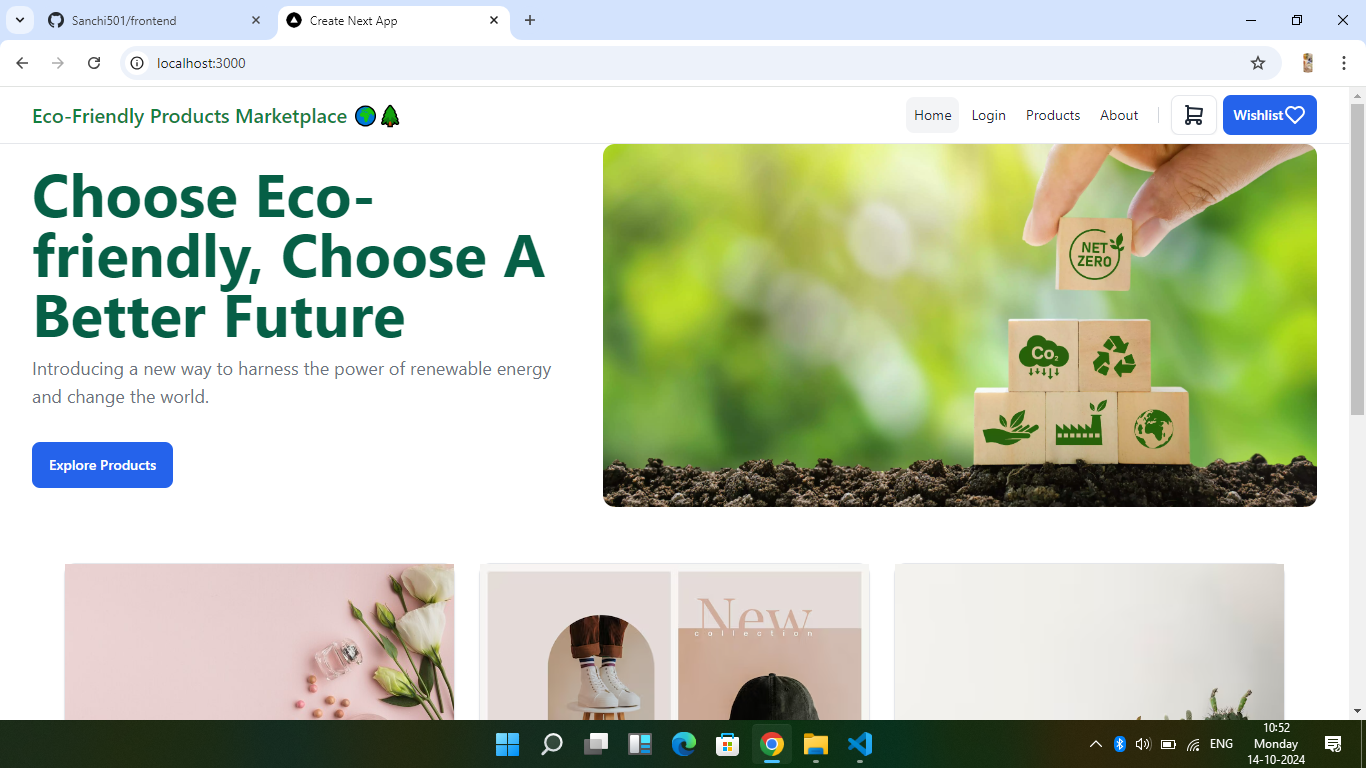 Sanchi501/frontend
Create Next App
localhost:3000
Eco-Friendly Products Marketplace 🌍🌲
Home
Login
Products
About
Wishlist
Choose Eco-
friendly, Choose A
Better Future
Introducing a new way to harness the power of renewable energy
and change the world.
Explore Products
NET
ZERO
Co₂
New
collection
ENG
10:52
Monday
14-10-2024